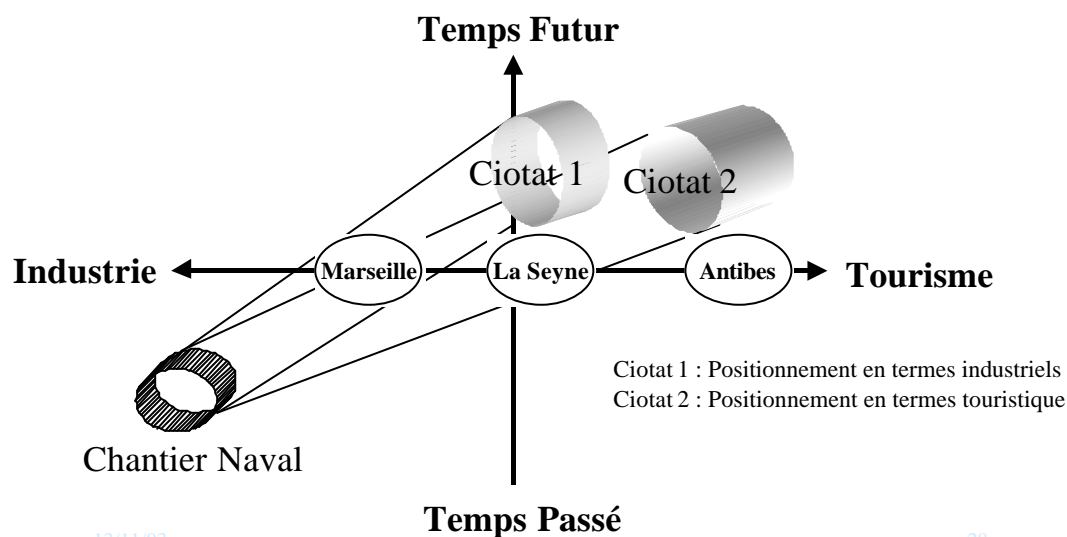 Temps Futur
Ciotat 1
Ciotat 2
Industrie
Marseille
La Seyne
Antibes
Tourisme
Ciotat 1 : Positionnement en termes industriels
Ciotat 2 : Positionnement en termes touristique
Chantier Naval
Temps Passé